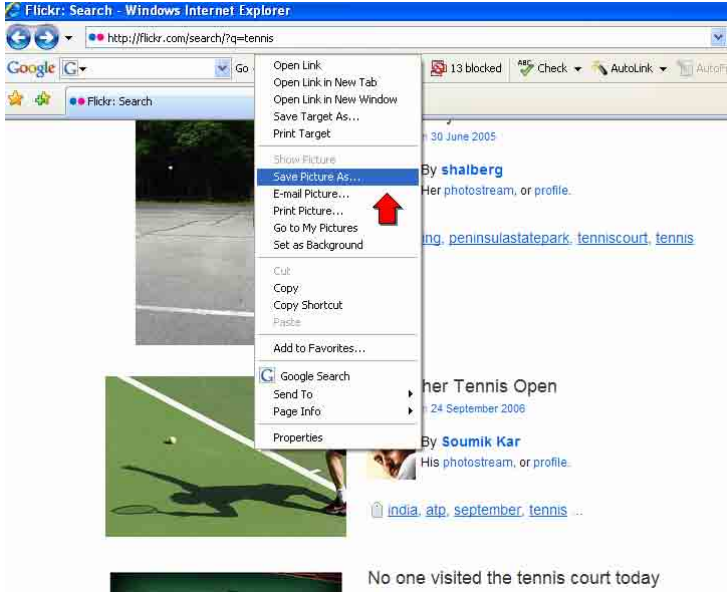 Flickr: Search - Windows Internet Explorer
http://flickr.com/search/?q=tennis
Google G Go 13 blocked ABC Check AutoLink
Flickr: Search
Open Link
Open Link in New Tab
Open Link in New Window
Save Target As...
Print Target
Show Picture
Save Picture As...
E-mail Picture...
Print Picture...
Go to My Pictures
Set as Background
Cut
Copy
Copy Shortcut
Paste
Add to Favorites...
G Google Search
Send To
Page Info
Properties
30 June 2005
By shalberg
Her photostream, or profile.
ing, peninsulastatepark, tenniscourt, tennis
her Tennis Open
24 September 2006
By Soumik Kar
His photostream, or profile.
india, atp, september, tennis ...
No one visited the tennis court today